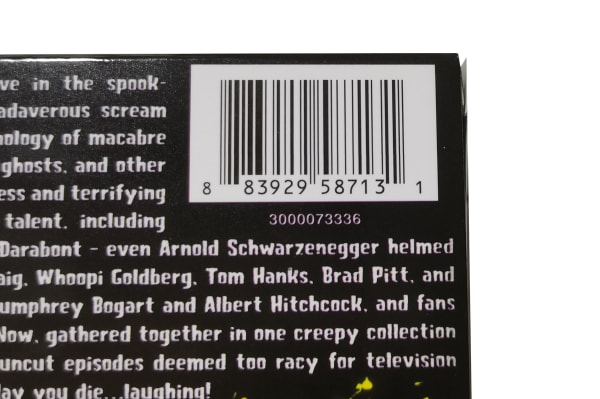 ve in the spook-
adaverous scream
nology of macabre
ghosts, and other
ess and terrifying
talent, including
8 83929 58713 1
3000073336
Darabont - even Arnold Schwarzenegger helmed
aig, Whoopi Goldberg, Tom Hanks, Brad Pitt, and
umphrey Bogart and Albert Hitchcock, and fans
Now, gathered together in one creepy collection
uncut episodes deemed too racy for television
lay you die...laughing!